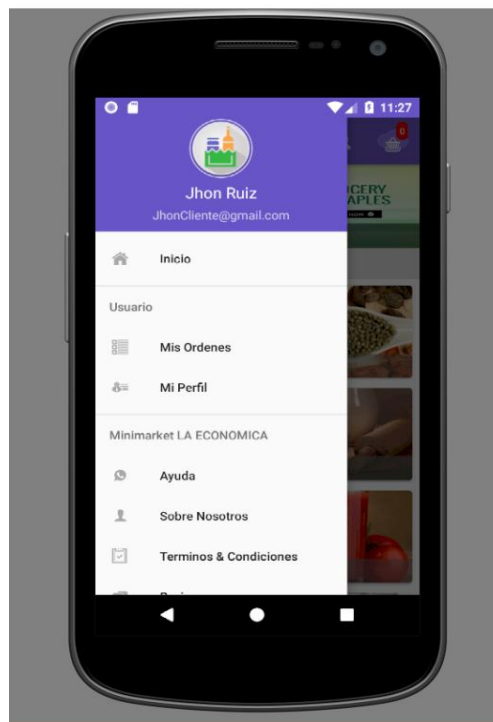 11:27
0
Jhon Ruiz
JhonCliente@gmail.com
Inicio
Usuario
Mis Ordenes
Mi Perfil
Minimarket LA ECONOMICA
Ayuda
Sobre Nosotros
Terminos & Condiciones